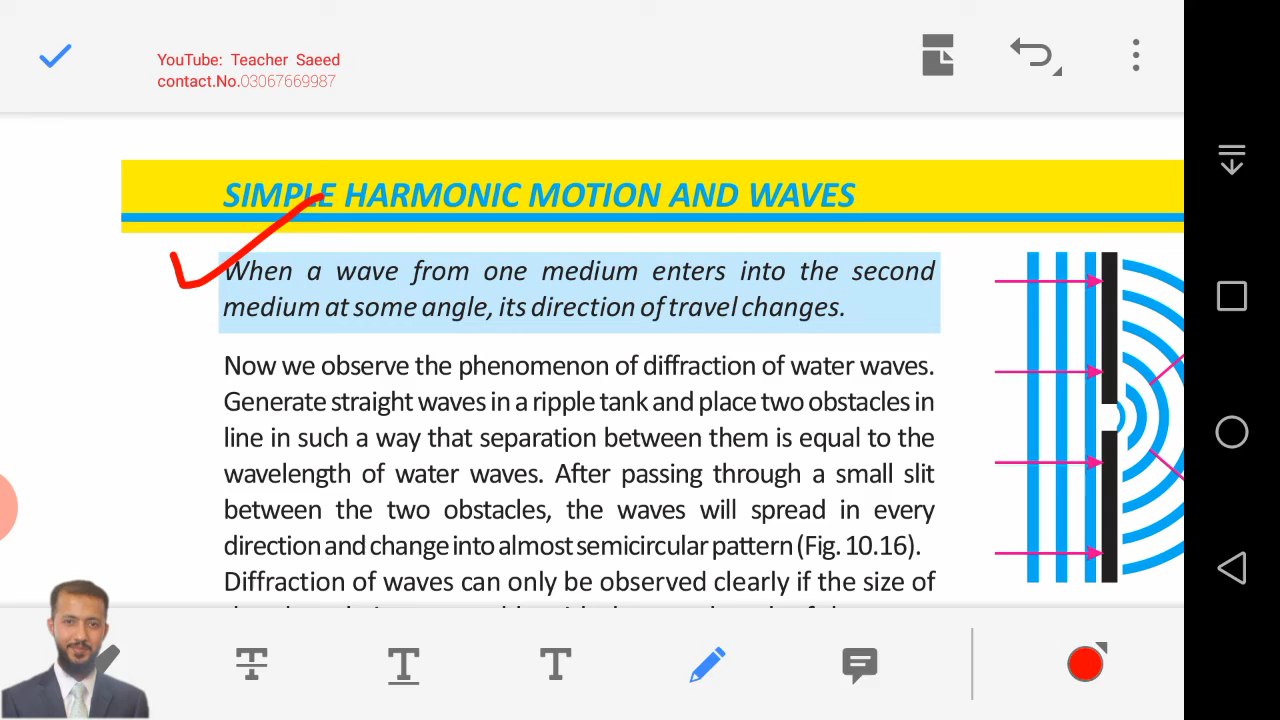 YouTube: Teacher Saeed
contact.No.03067669987
SIMPLE HARMONIC MOTION AND WAVES
When a wave from one medium enters into the second
medium at some angle, its direction of travel changes.
Now we observe the phenomenon of diffraction of water waves.
Generate straight waves in a ripple tank and place two obstacles in
line in such a way that separation between them is equal to the
wavelength of water waves. After passing through a small slit
between the two obstacles, the waves will spread in every
direction and change into almost semicircular pattern (Fig. 10.16).
Diffraction of waves can only be observed clearly if the size of